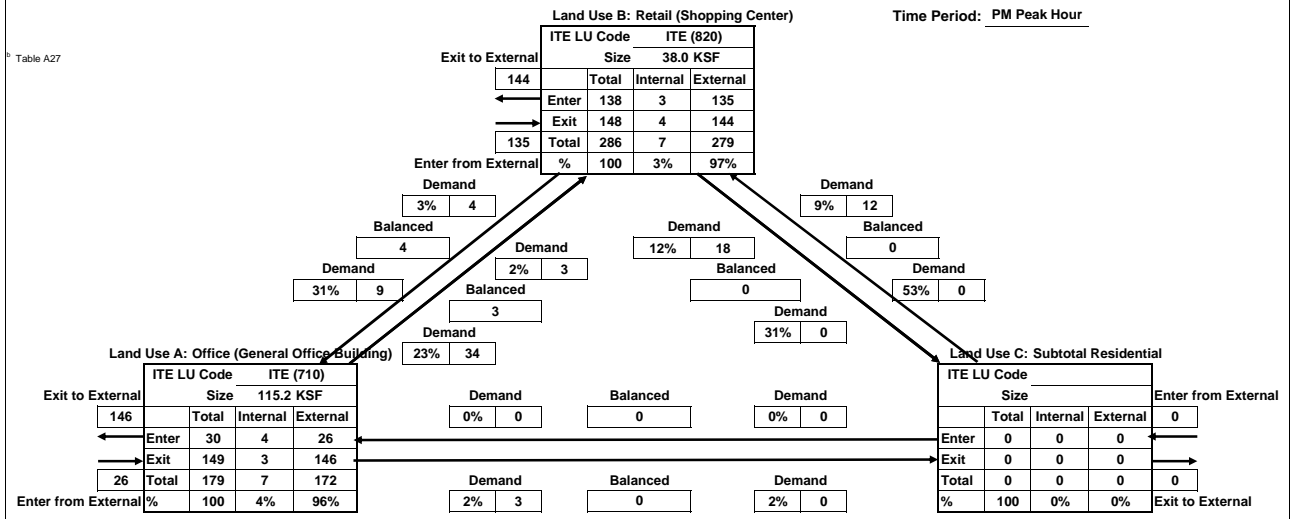 Land Use B: Retail (Shopping Center)
Time Period: PM Peak Hour
ITE LU Code ITE (820)
b Table A27
Exit to External Size 38.0 KSF
144 Total Internal External
Enter 138 3 135
Exit 148 4 144
135 Total 286 7 279
Enter from External % 100 3% 97%
Demand Demand
3% 4 9% 12
Balanced Demand Balanced
4 12% 18 0
Demand
2% 3
Demand Balanced Demand
31% 9 0 53% 0
Balanced
3
Demand
31% 0
Demand
23% 34
Land Use A: Office (General Office Building) Land Use C: Subtotal Residential
ITE LU Code ITE (710) ITE LU Code
Exit to External Size 115.2 KSF Demand Balanced Demand Size Enter from External
146 Total Internal External 0% 0 0 0% 0 Total Internal External 0
Enter 30 4 26 Enter 0 0 0
Exit 149 3 146 Exit 0 0 0
26 Total 179 7 172 Demand Balanced Demand Total 0 0 0 0
Enter from External % 100 4% 96% 2% 3 0 2% 0 % 100 0% 0% Exit to External